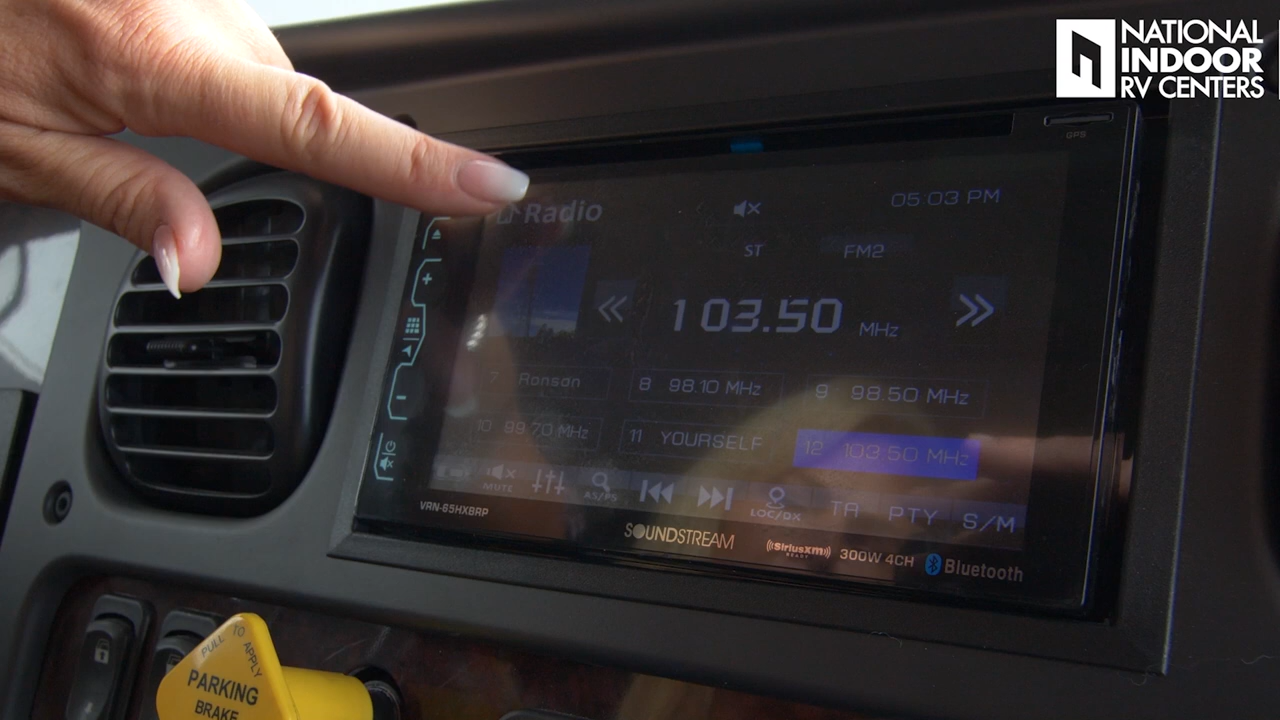 NATIONAL
INDOOR
RV CENTERS
GPS
Radio
05:03 PM
ST
FM2
103.50 MHz
7 Ronson
8 98.10 MHz
9 98.50 MHz
10 99.70 MHz
11 YOURSELF
12 103.50 MHz
MUTE
AS/PS
LOC/DX
TA
PTY
S/M
VRN-65HXBRP
SOUNDSTREAM
SiriusXM
READY
300W 4CH
Bluetooth
PULL TO APPLY
PARKING
BRAKE